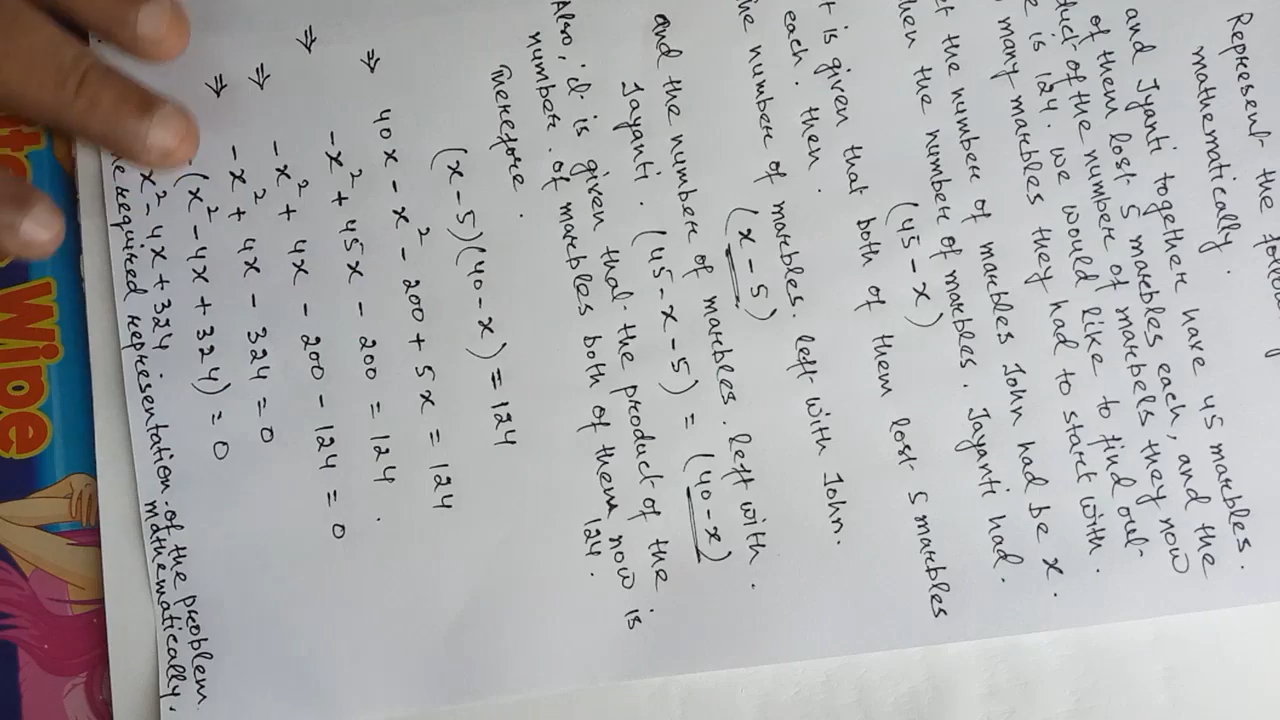 Represent the follow
mathematically.
and Jyanti together have 45 marbles.
of them lost 5 marbles each, and the
duct of the number of marbels they now
e is 124. we would like to find out
many marbles they had to start with.
et the number of marbles John had be x.
hen the number of marbles. Jayanti had.
(45-x)
t is given that both of them lost 5 marbles
each. then.
he number of marbles. left with John.
(x-5)
and the number of marbles. left with.
Jayanti. (45-x-5) = (40-x)
Also, it is given that the product of the
number. of marbles both of them now is
124.
Therefore.
(x-5)(40-x) = 124
⇒ 40x - x² - 200 + 5x = 124
⇒ -x² + 45x - 200 = 124.
-x² + 4x - 200 - 124 = 0
⇒ -x² + 4x - 324 = 0
⇒ -(x² - 4x + 324) = 0
x² - 4x + 324.
he required representation of the problem
mathematically.
Wipe